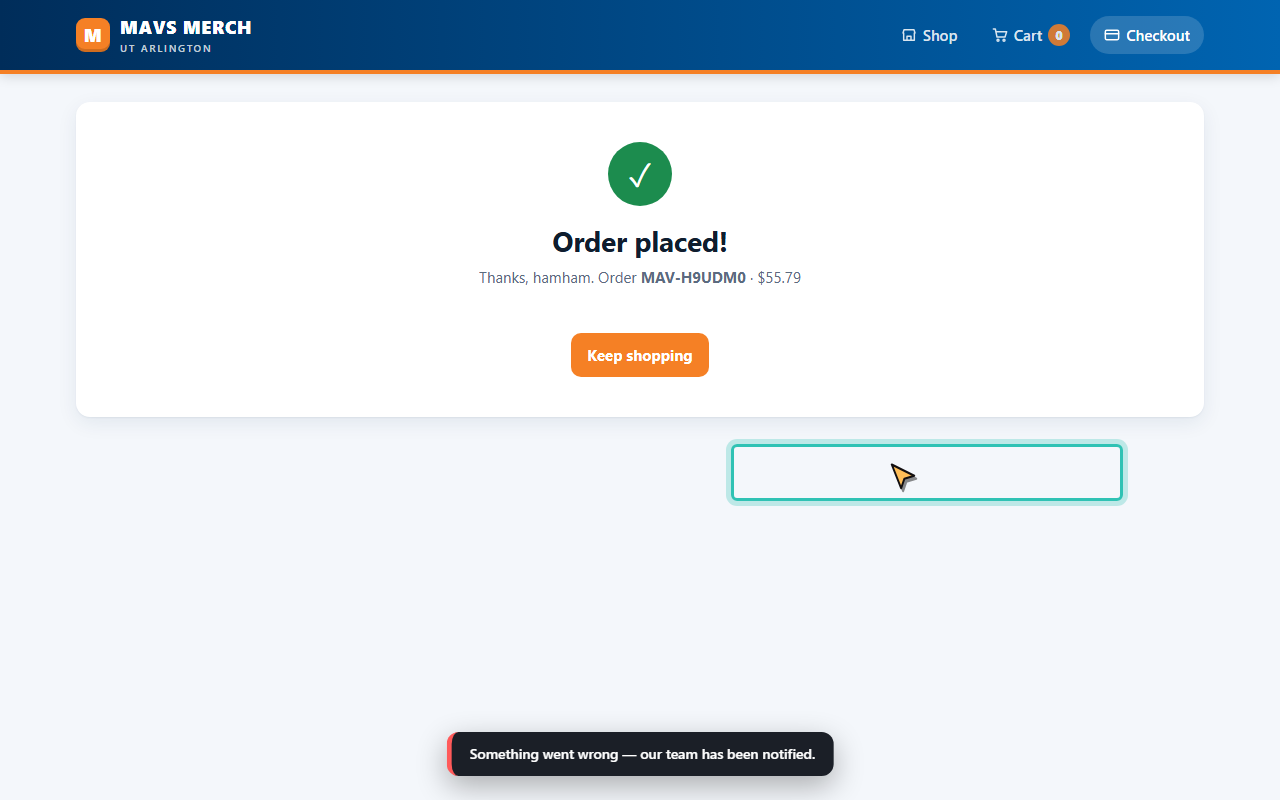 M
MAVS MERCH
UT ARLINGTON
Shop
Cart 0
Checkout
Order placed!
Thanks, hamham. Order MAV-H9UDM0 · $55.79
Keep shopping
Something went wrong — our team has been notified.